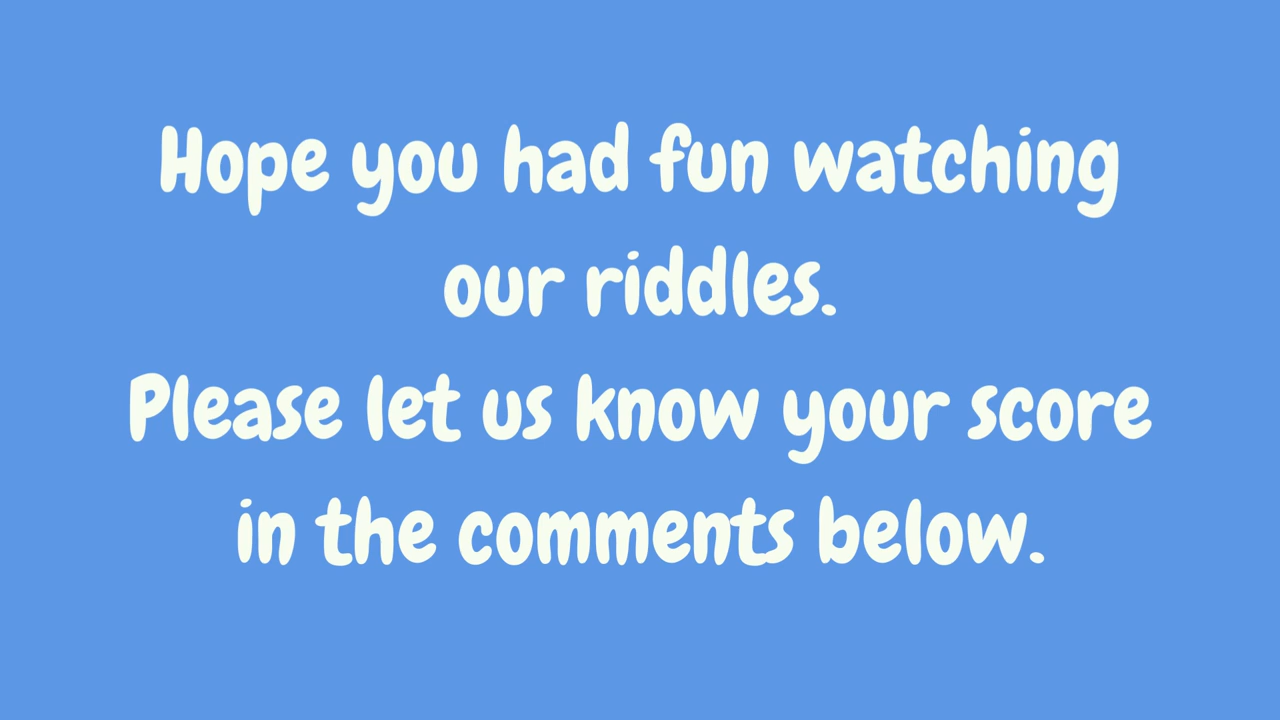 Hope you had fun watching
our riddles.
Please let us know your score
in the comments below.